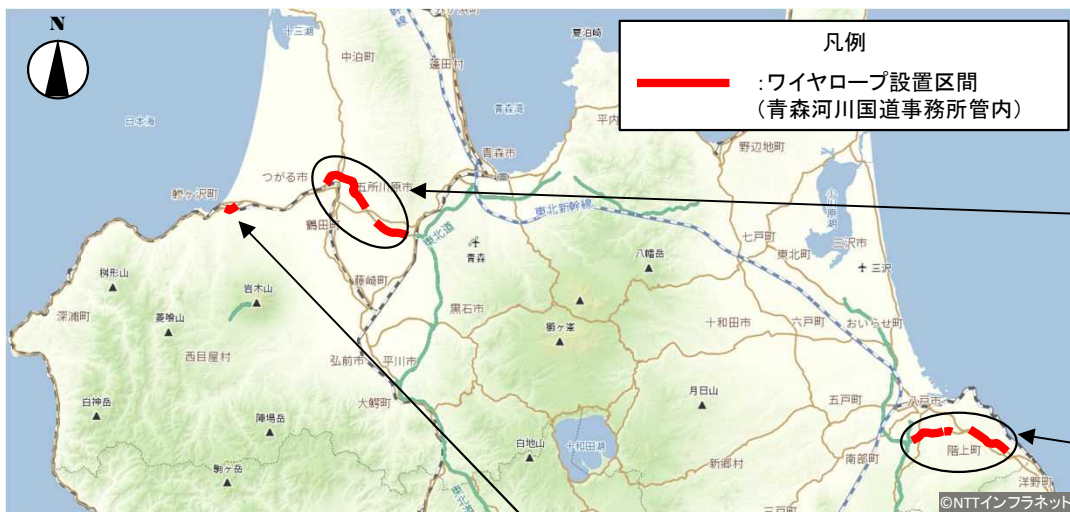 N
凡例
:ワイヤロープ設置区間
(青森河川国道事務所管内)
十三湖
中泊町
蓬田村
夏泊崎
日本海
青森湾
平内
野辺地町
青森市
つがる市
五所川原市
鰺ヶ沢町
小川原湖
鶴田町
東北道
東北新幹線
七戸町
東北町
三沢市
三沢
青森
八幡岳
桝形山
岩木山
藤崎町
黒石市
深浦町
菱喰山
櫛ヶ峯
十和田市
六戸町
おいらせ町
西目屋村
弘前市
平川市
白神岳
陣場岳
大鰐町
月日山
五戸町
八戸市
白地山
十和田湖
新郷村
南部町
階上町
駒ヶ岳
三戸町
洋野町
©NTTインフラネット